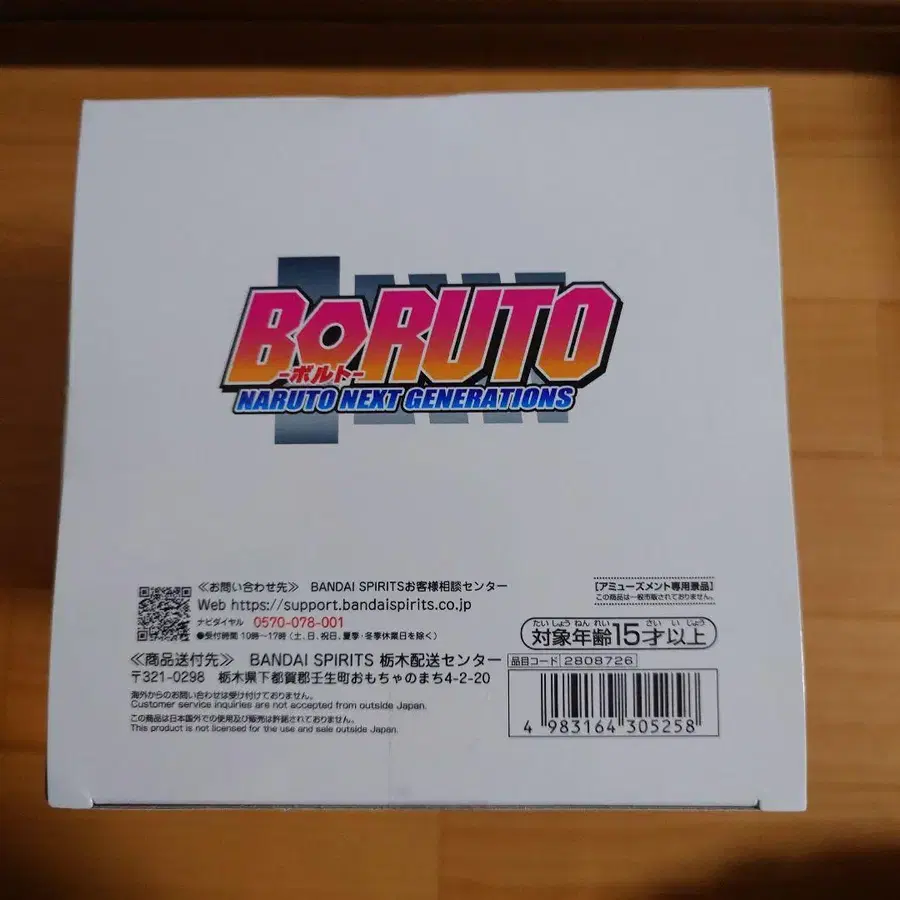 BORUTO
-ボルト-
NARUTO NEXT GENERATIONS
≪お問い合わせ先≫ BANDAI SPIRITSお客様相談センター
Web https://support.bandaispirits.co.jp
ナビダイヤル 0570-078-001
●受付時間 10時~17時(土、日、祝日、夏季・冬季休業日を除く)
≪商品送付先≫ BANDAI SPIRITS 栃木配送センター
〒321-0298 栃木県下都賀郡壬生町おもちゃのまち4-2-20
海外からのお問い合わせは受け付けておりません。
Customer service inquiries are not accepted from outside Japan.
この商品は日本国外での使用及び販売は許諾されておりません。
This product is not licensed for the use and sale outside Japan.
【アミューズメント専用景品】
この商品は一般市販されておりません。
たいしょうねんれい さいいじょう
対象年齢15才以上
品目コード 2808726
4 983164 305258